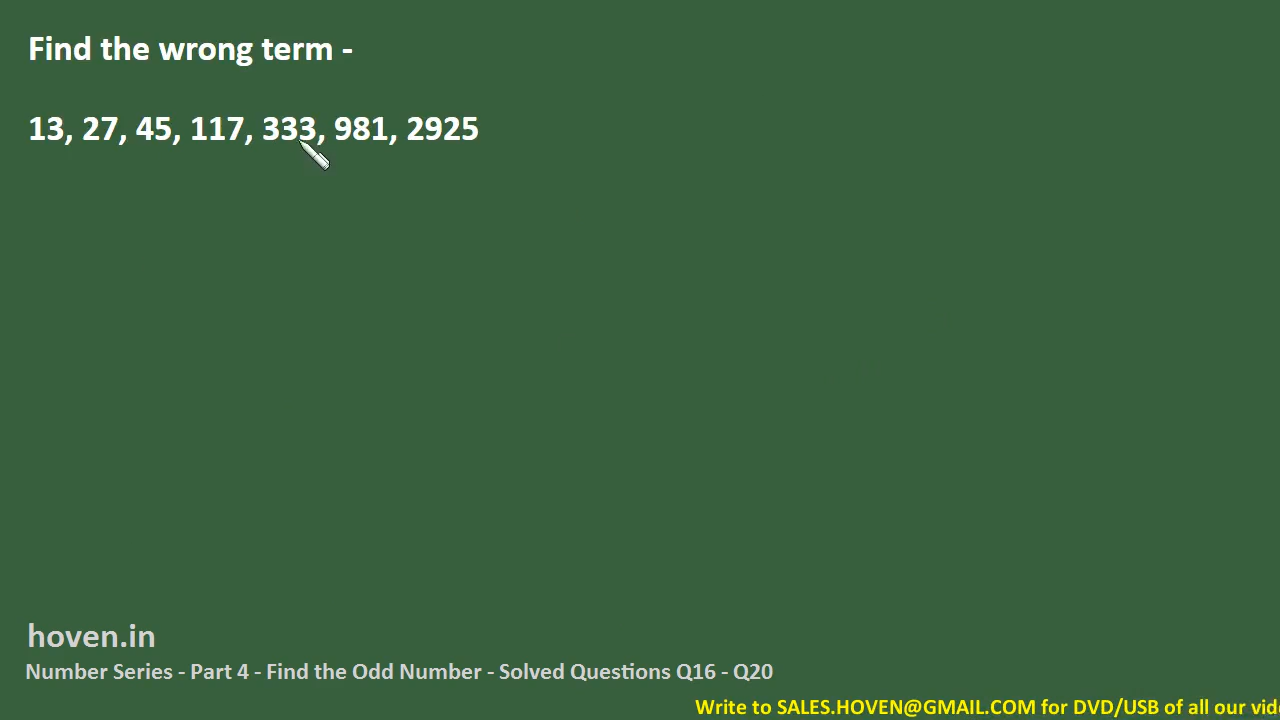 Find the wrong term -
13, 27, 45, 117, 333, 981, 2925
hoven.in
Number Series - Part 4 - Find the Odd Number - Solved Questions Q16 - Q20
Write to SALES.HOVEN@GMAIL.COM for DVD/USB of all our vid